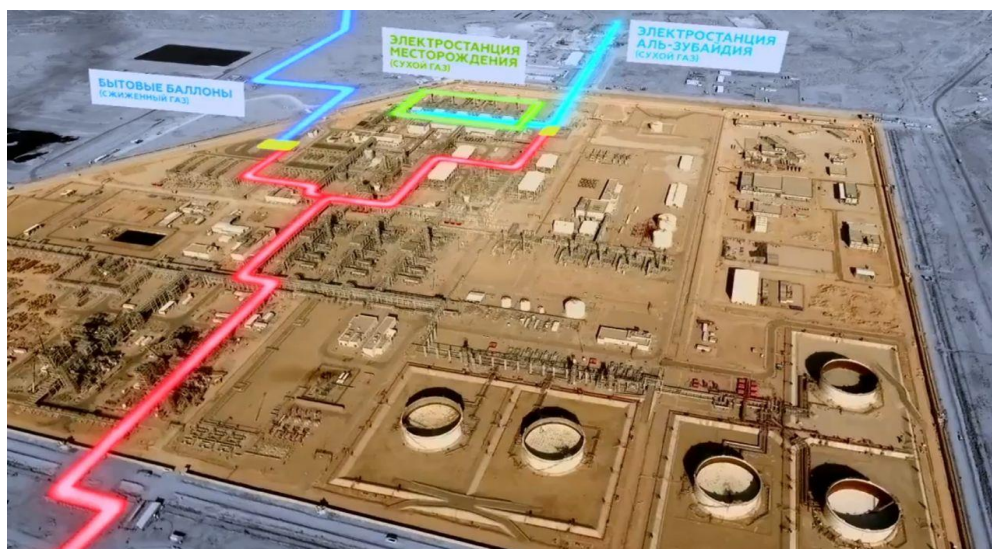 ЭЛЕКТРОСТАНЦИЯ
МЕСТОРОЖДЕНИЯ
(СУХОЙ ГАЗ)
ЭЛЕКТРОСТАНЦИЯ
АЛЬ-ЗУБАЙДИЯ
(СУХОЙ ГАЗ)
БЫТОВЫЕ БАЛЛОНЫ
(СЖИЖЕННЫЙ ГАЗ)